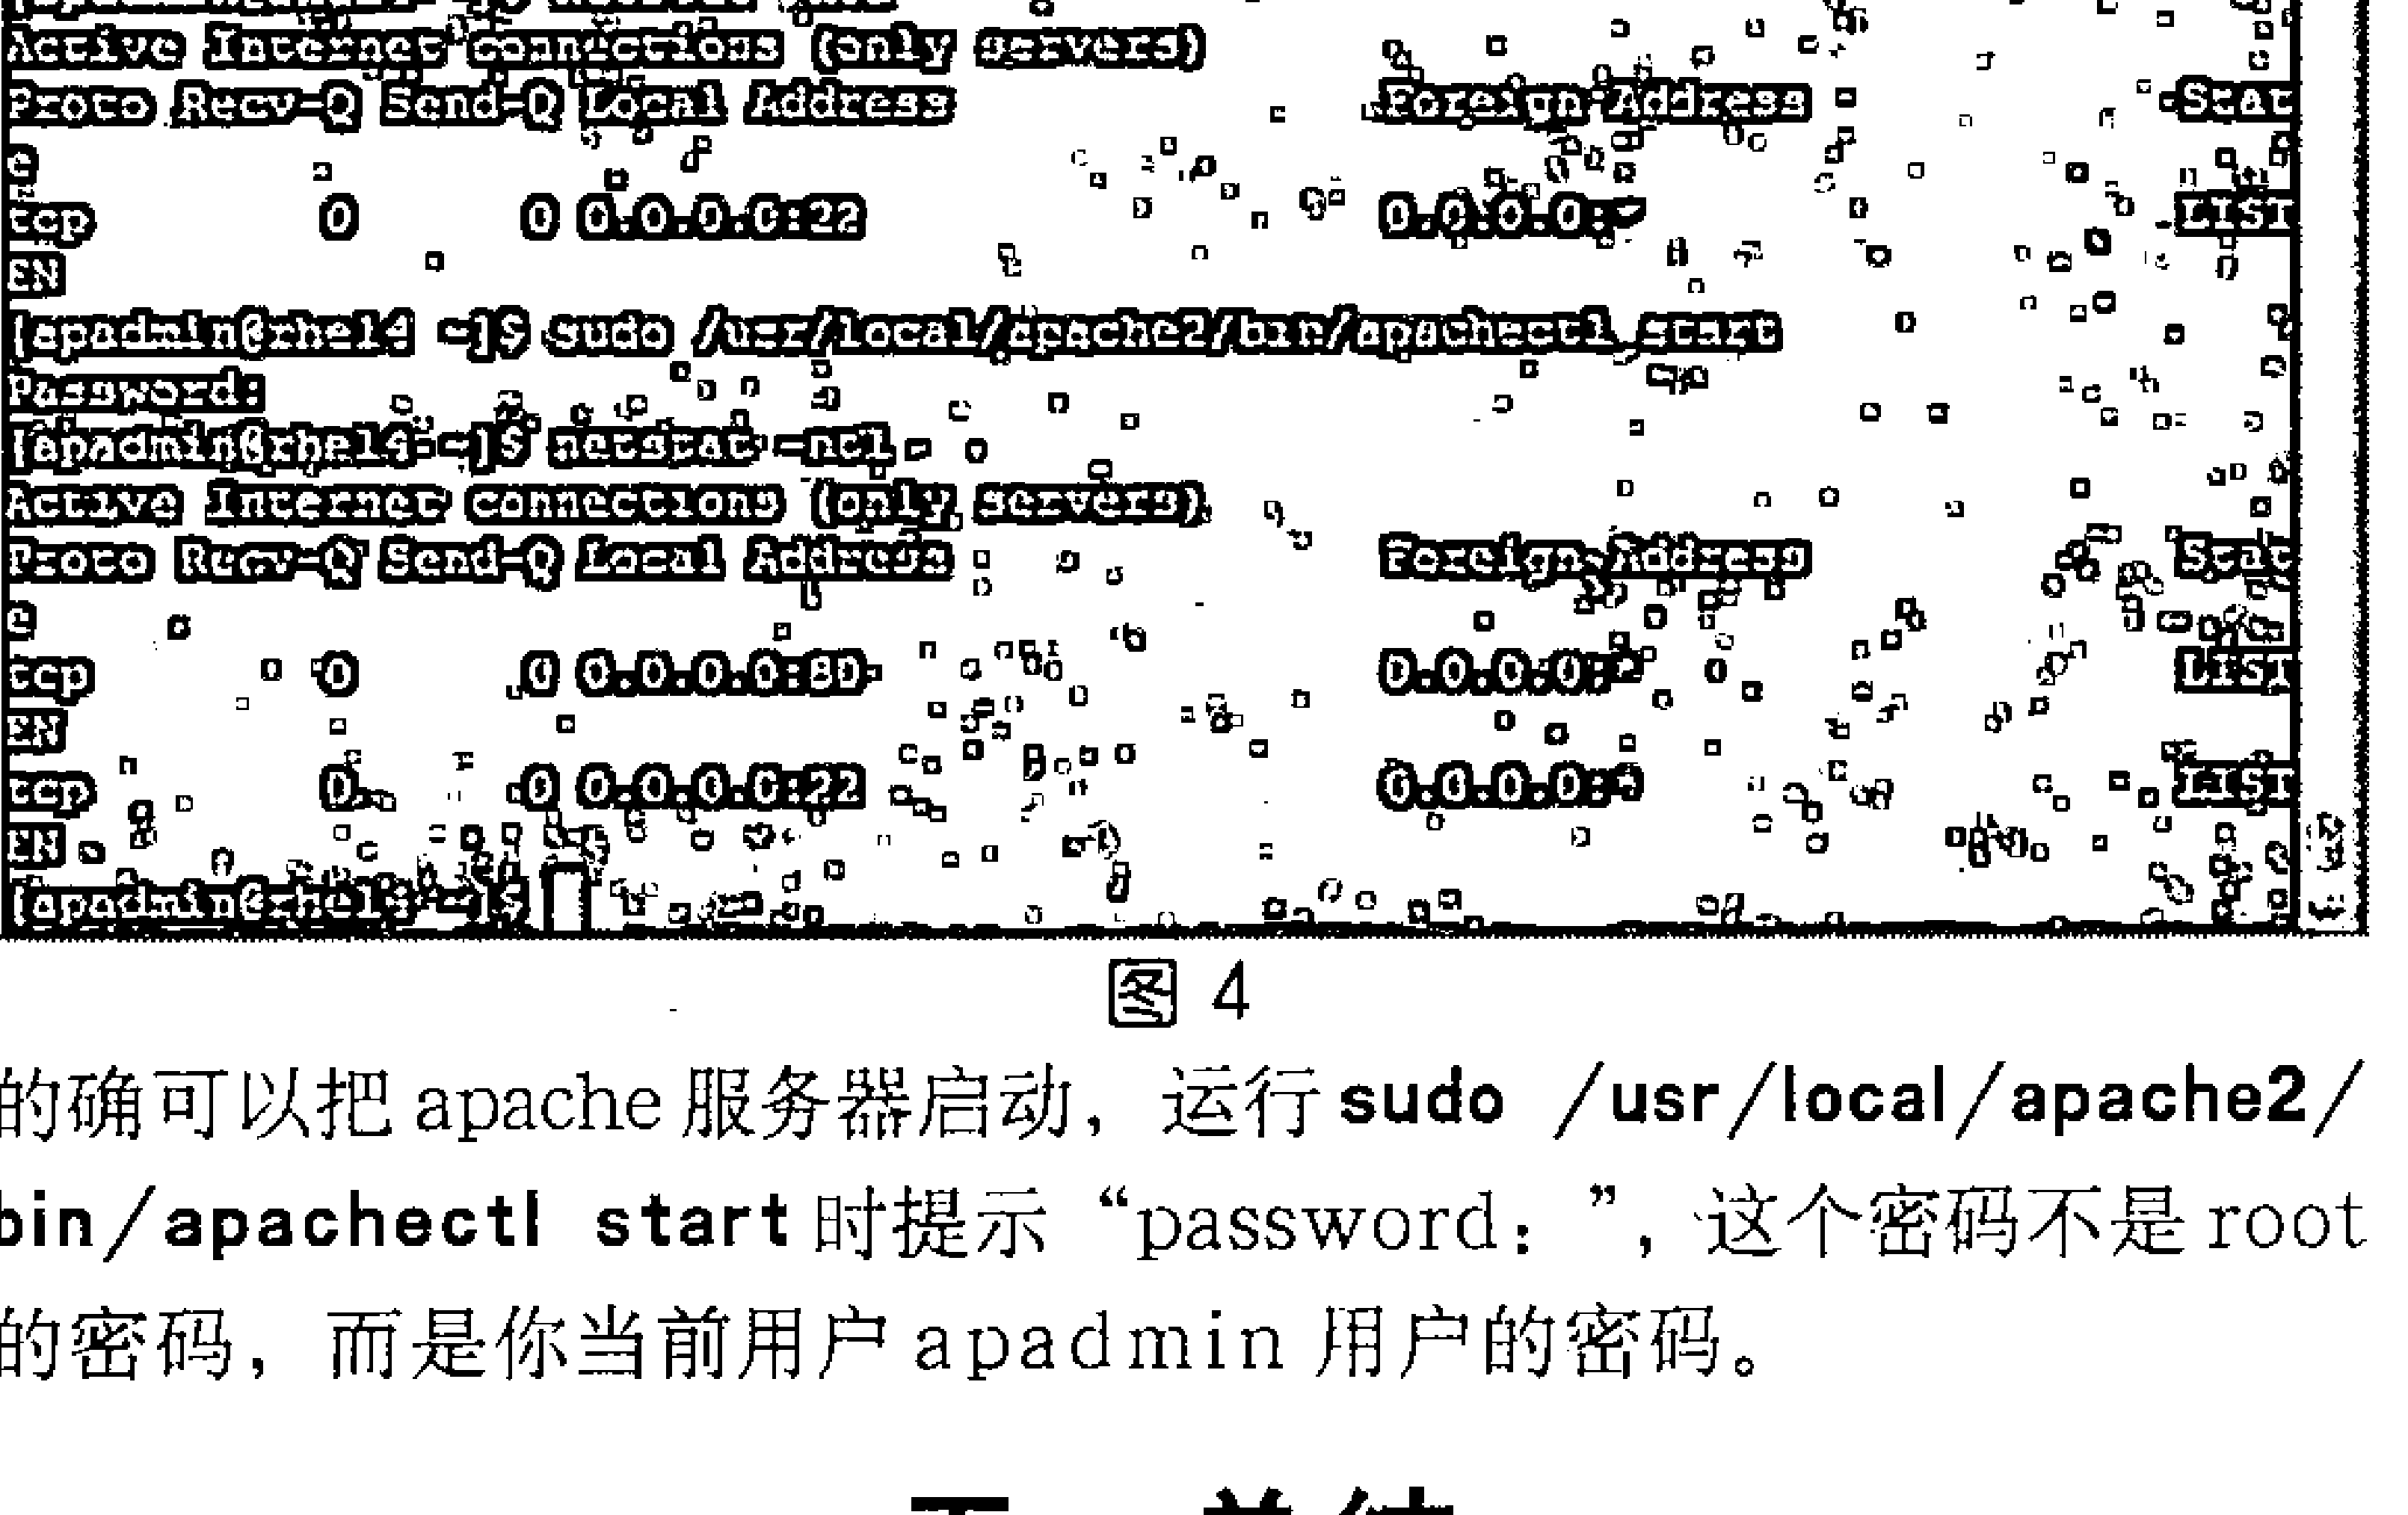 Active Internet connections (only servers)
Proto Recv-Q Send-Q Local Address Foreign Address Stat
e
tcp 0 0 0.0.0.0:22 0.0.0.0:* LIST
EN
[apadmin@rhel4 ~]$ sudo /usr/local/apache2/bin/apachectl start
Password:
[apadmin@rhel4 ~]$ netstat -ntl
Active Internet connections (only servers)
Proto Recv-Q Send-Q Local Address Foreign Address Stat
e
tcp 0 0 0.0.0.0:80 0.0.0.0:* LIST
EN
tcp 0 0 0.0.0.0:22 0.0.0.0:* LIST
EN
[apadmin@rhel4 ~]$
图 4
的确可以把 apache 服务器启动，运行 sudo /usr/local/apache2/
bin/apachectl start 时提示 “password：”，这个密码不是 root
的密码，而是你当前用户 apadmin 用户的密码。